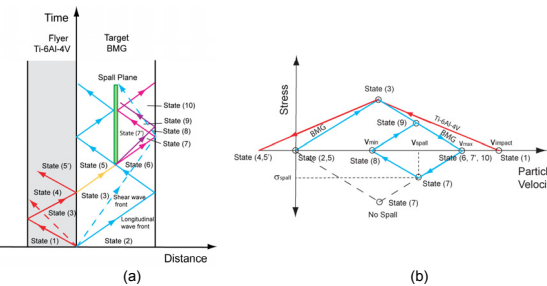 Time
Flyer
Ti-6Al-4V
Target
BMG
Spall Plane
State (10)
State (9)
State (8)
State (7)
State (7')
State (5')
State (5)
State (6)
State (4)
State (3)
State (3)
Shear wave
front
Longitudinal
wave front
State (1)
State (2)
Distance
(a)
Stress
State (3)
BMG
Ti-6Al-4V
State (9)
BMG
Vmin
Vspall
Vmax
Vimpact
State (4,5')
State (2,5)
State (8)
State (6, 7', 10)
State (1)
Particl
Veloci
σspall
State (7)
State (7)
No Spall
(b)